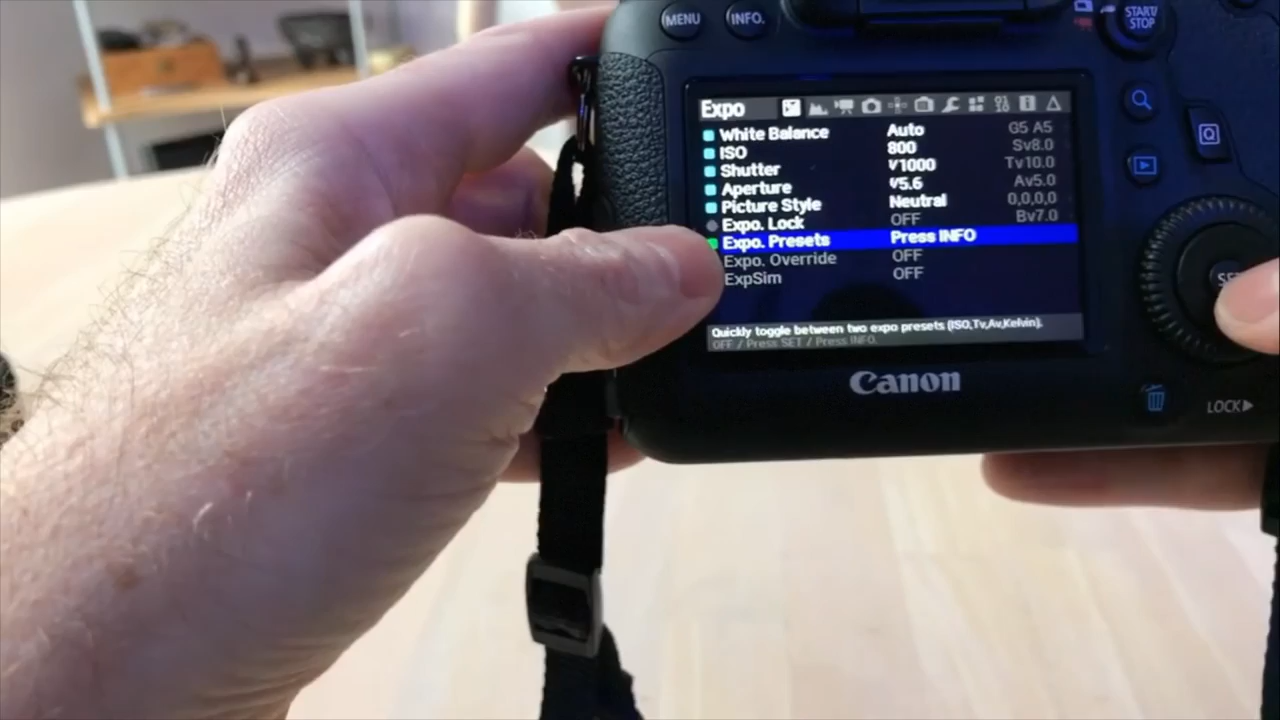 MENU INFO. START/
STOP
Expo
White Balance Auto G5 A5
ISO 800 Sv8.0
Shutter 1/1000 Tv10.0
Aperture f/5.6 Av5.0
Picture Style Neutral 0,0,0,0
Expo. Lock OFF Bv7.0
Expo. Presets Press INFO
Expo. Override OFF
ExpSim OFF
Quickly toggle between two expo presets (ISO,Tv,Av,Kelvin).
OFF / Press SET / Press INFO.
Q
Canon
LOCK▶